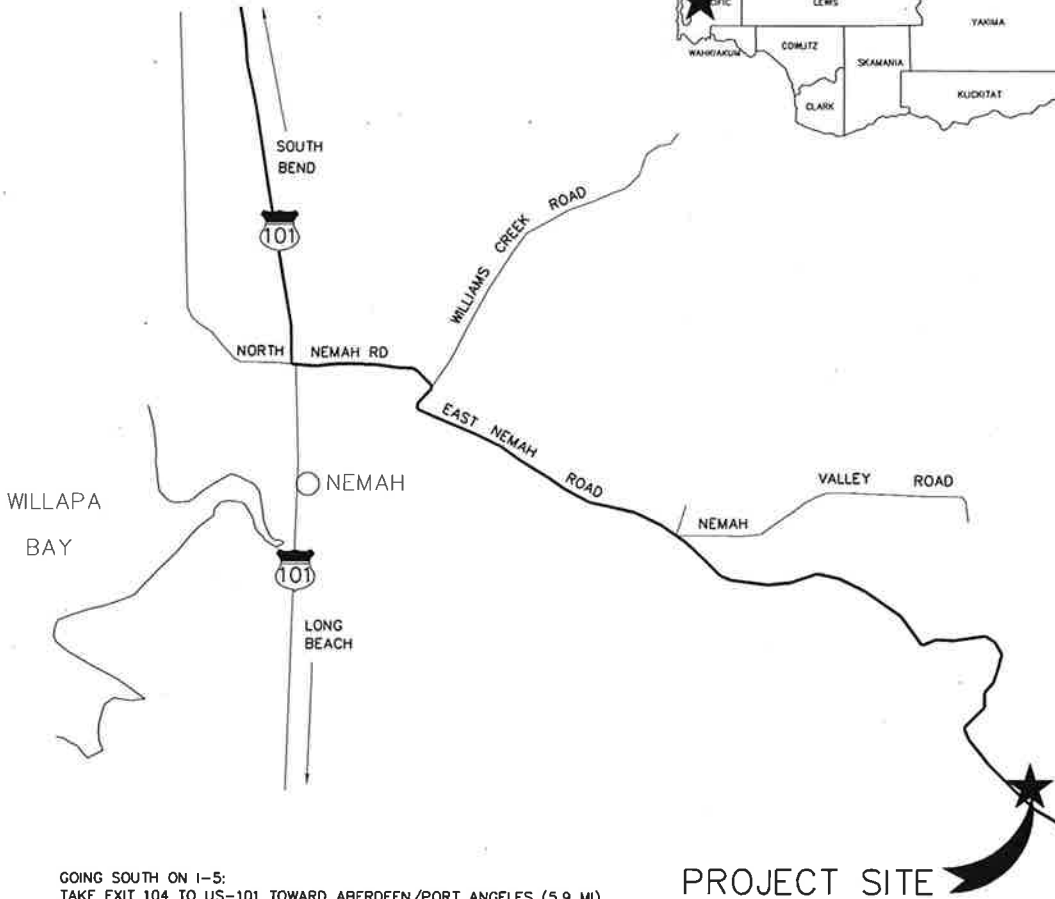 LEWIS
YAKIMA
WAHKIAKUM
COWLITZ
SKAMANIA
CLARK
KLICKITAT
SOUTH
BEND
101
WILLIAMS CREEK ROAD
NORTH NEMAH RD
EAST NEMAH ROAD
NEMAH
VALLEY ROAD
NEMAH
WILLAPA
BAY
101
LONG
BEACH
PROJECT SITE
GOING SOUTH ON I-5:
TAKE EXIT 104 TO US-101 TOWARD ABERDEEN/PORT ANGELES (5.9 MI)